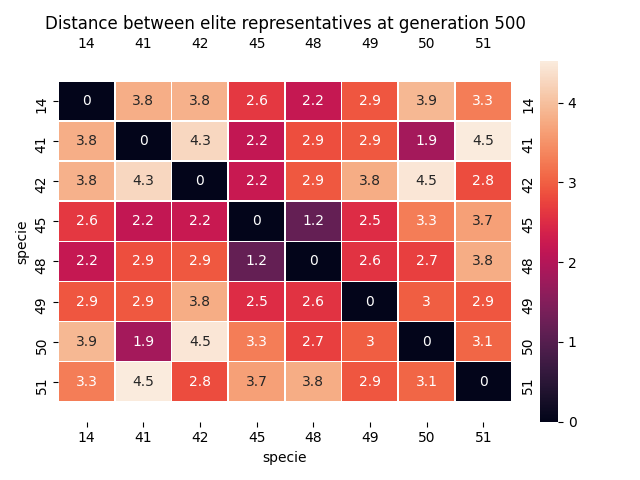 Distance between elite representatives at generation 500
14 41 42 45 48 49 50 51
14 0 3.8 3.8 2.6 2.2 2.9 3.9 3.3 14
41 3.8 0 4.3 2.2 2.9 2.9 1.9 4.5 41
42 3.8 4.3 0 2.2 2.9 3.8 4.5 2.8 42
45 2.6 2.2 2.2 0 1.2 2.5 3.3 3.7 45
48 2.2 2.9 2.9 1.2 0 2.6 2.7 3.8 48
49 2.9 2.9 3.8 2.5 2.6 0 3 2.9 49
50 3.9 1.9 4.5 3.3 2.7 3 0 3.1 50
51 3.3 4.5 2.8 3.7 3.8 2.9 3.1 0 51
14 41 42 45 48 49 50 51
specie
specie
4
3
2
1
0